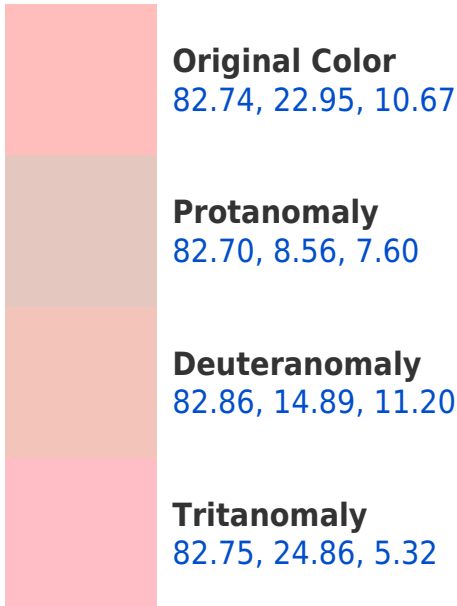 Original Color
82.74, 22.95, 10.67
Protanomaly
82.70, 8.56, 7.60
Deuteranomaly
82.86, 14.89, 11.20
Tritanomaly
82.75, 24.86, 5.32